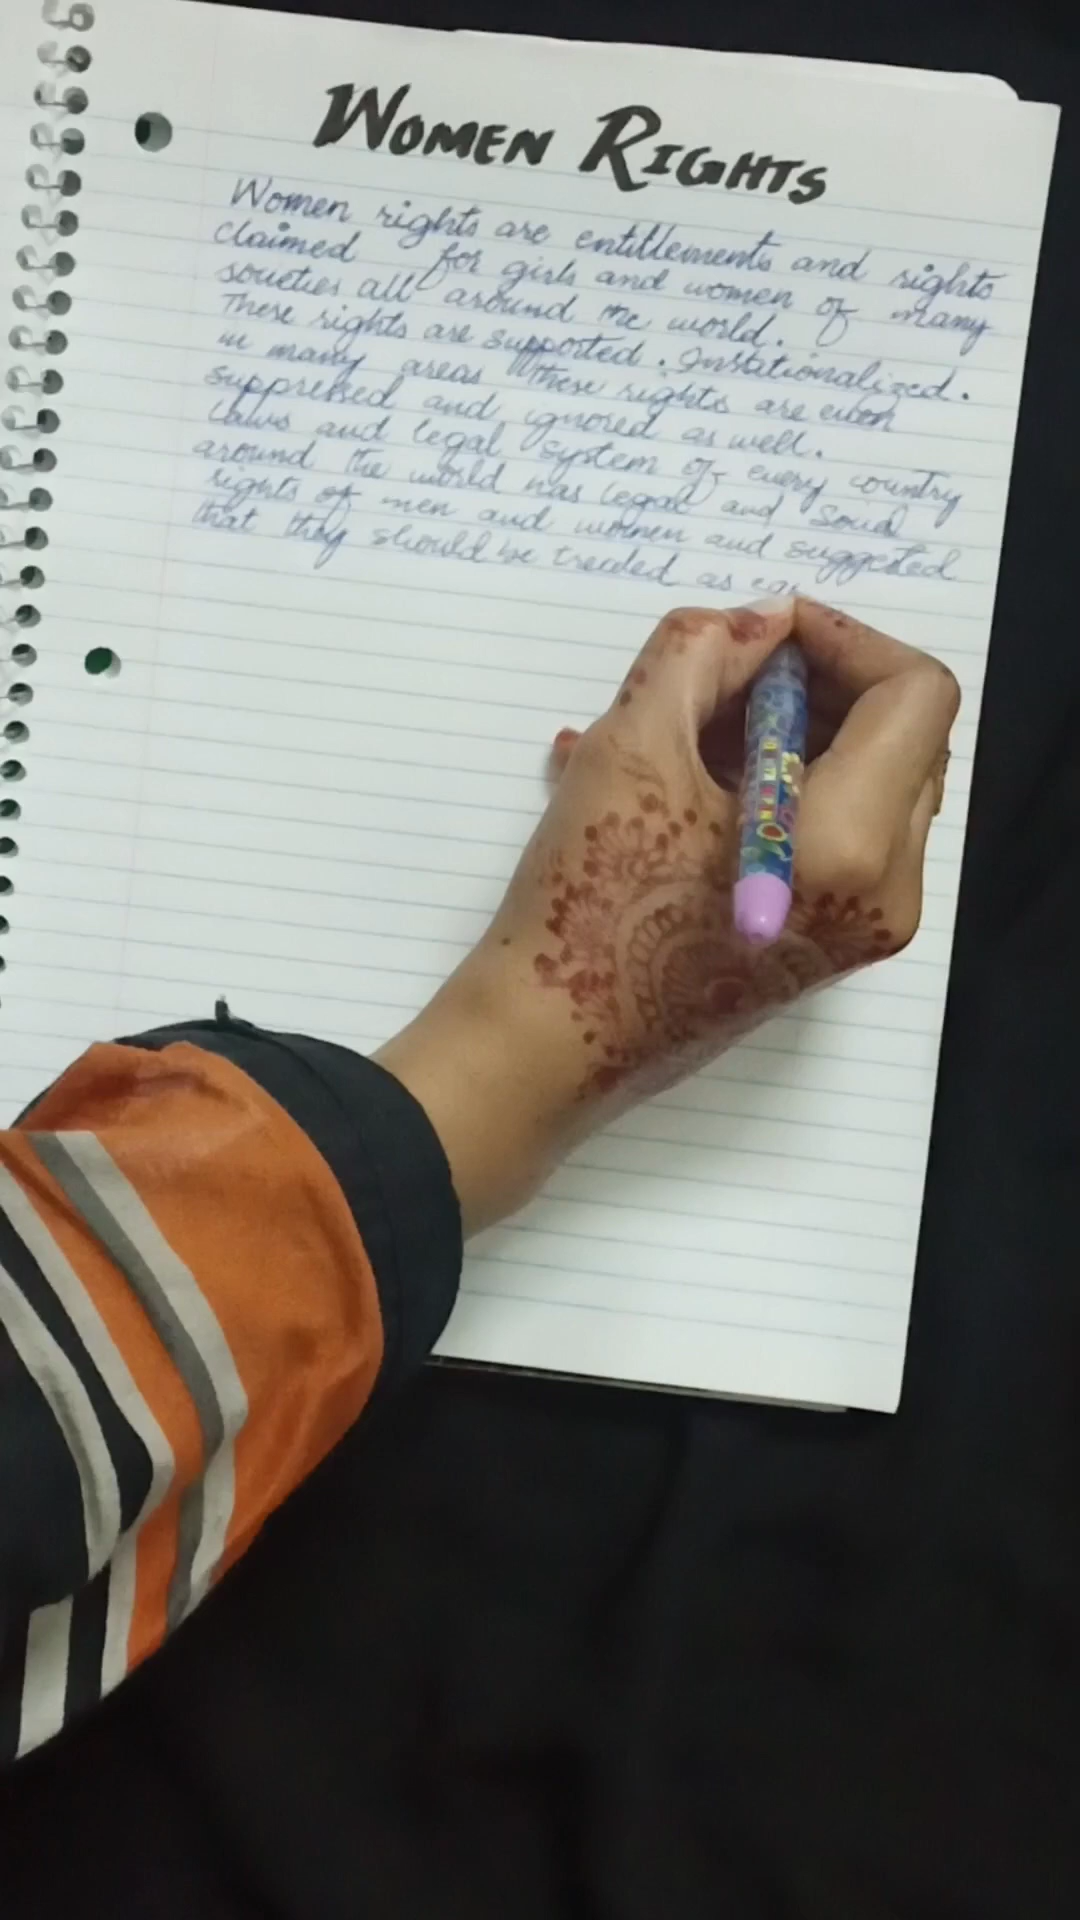 WOMEN RIGHTS
Women rights are entitlements and rights
claimed for girls and women of many
societies all around the world.
These rights are supported. Instationalized.
in many areas These rights are even
suppressed and ignored as well.
Laws and legal system of every country
around the world has legal and Social
rights of men and women and suggested
that they should be treated as